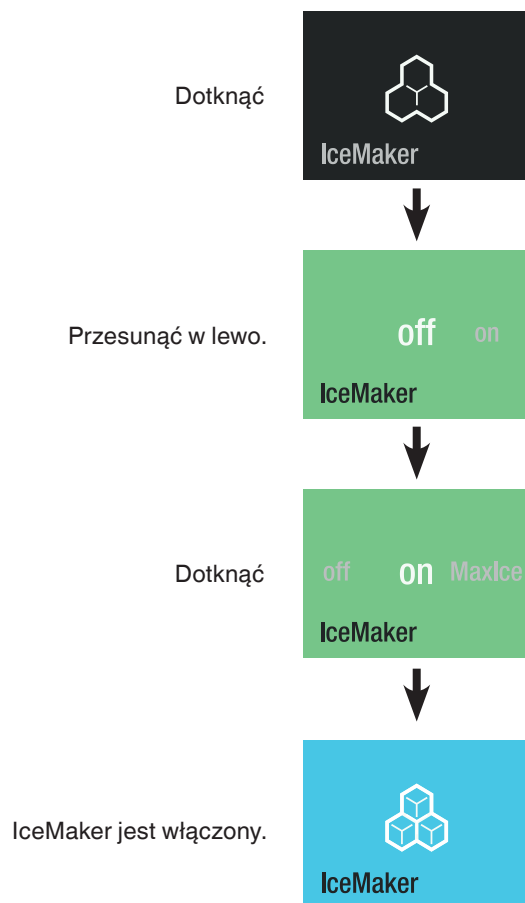 Dotknąć
IceMaker
Przesunąć w lewo.
off on
IceMaker
Dotknąć
off on MaxIce
IceMaker
IceMaker jest włączony.
IceMaker